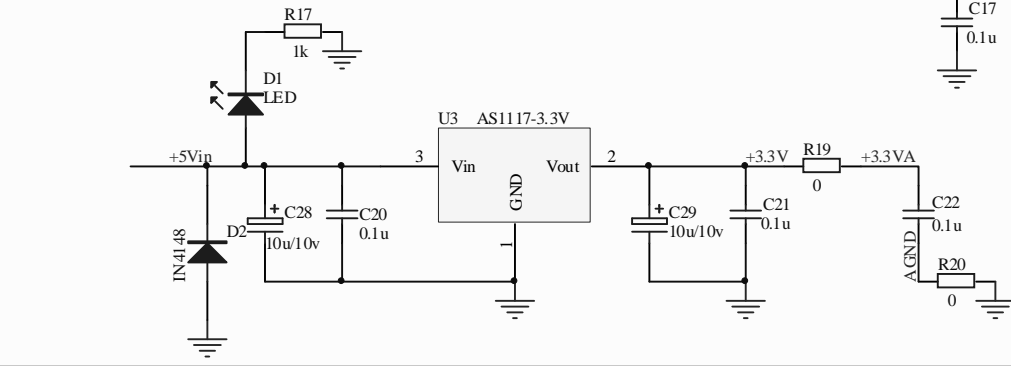 R17
1k
C17
0.1u
D1
LED
U3 AS1117-3.3V
+5Vin
3
Vin
Vout
2
GND
1
+3.3V
R19
0
+3.3VA
D2
IN4148
C28
+
10u/10v
C20
0.1u
C29
+
10u/10v
C21
0.1u
C22
0.1u
AGND
R20
0